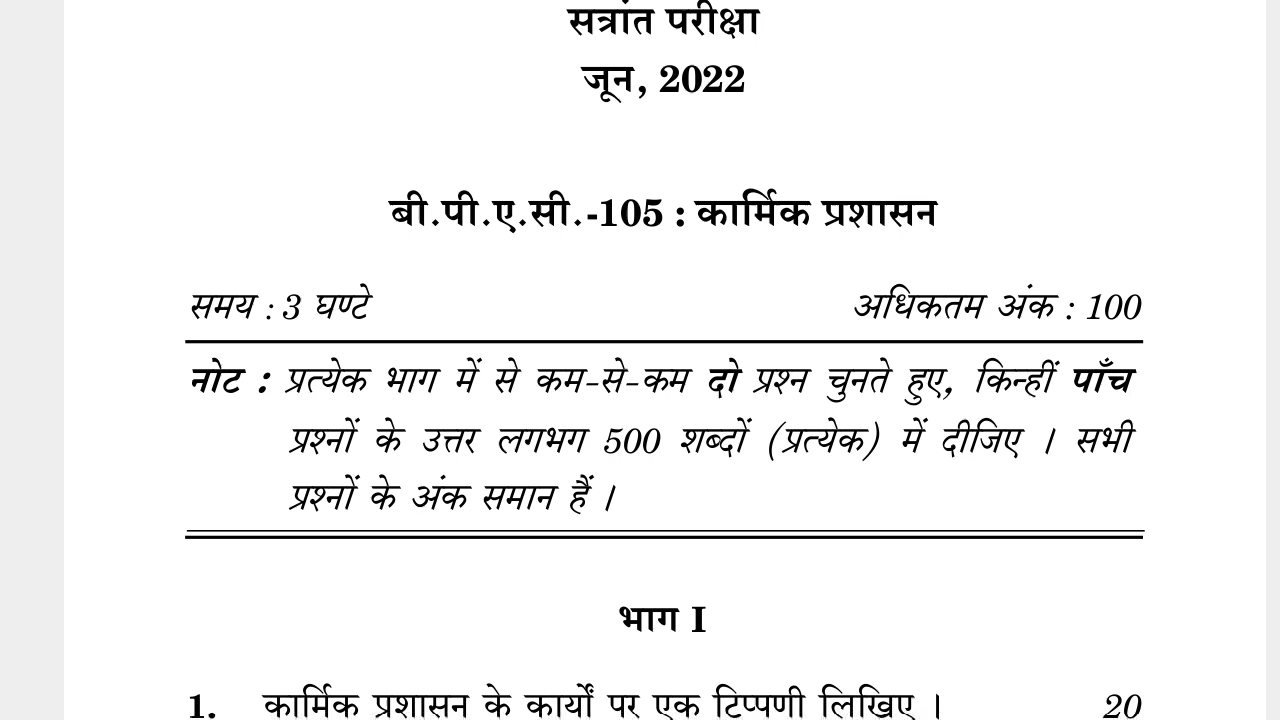 सत्रांत परीक्षा
जून, 2022
बी.पी.ए.सी.-105 : कार्मिक प्रशासन
समय : 3 घण्टे अधिकतम अंक : 100
नोट : प्रत्येक भाग में से कम-से-कम दो प्रश्न चुनते हुए, किन्हीं पाँच
प्रश्नों के उत्तर लगभग 500 शब्दों (प्रत्येक) में दीजिए । सभी
प्रश्नों के अंक समान हैं ।
भाग I
1. कार्मिक प्रशासन के कार्यों पर एक टिप्पणी लिखिए । 20